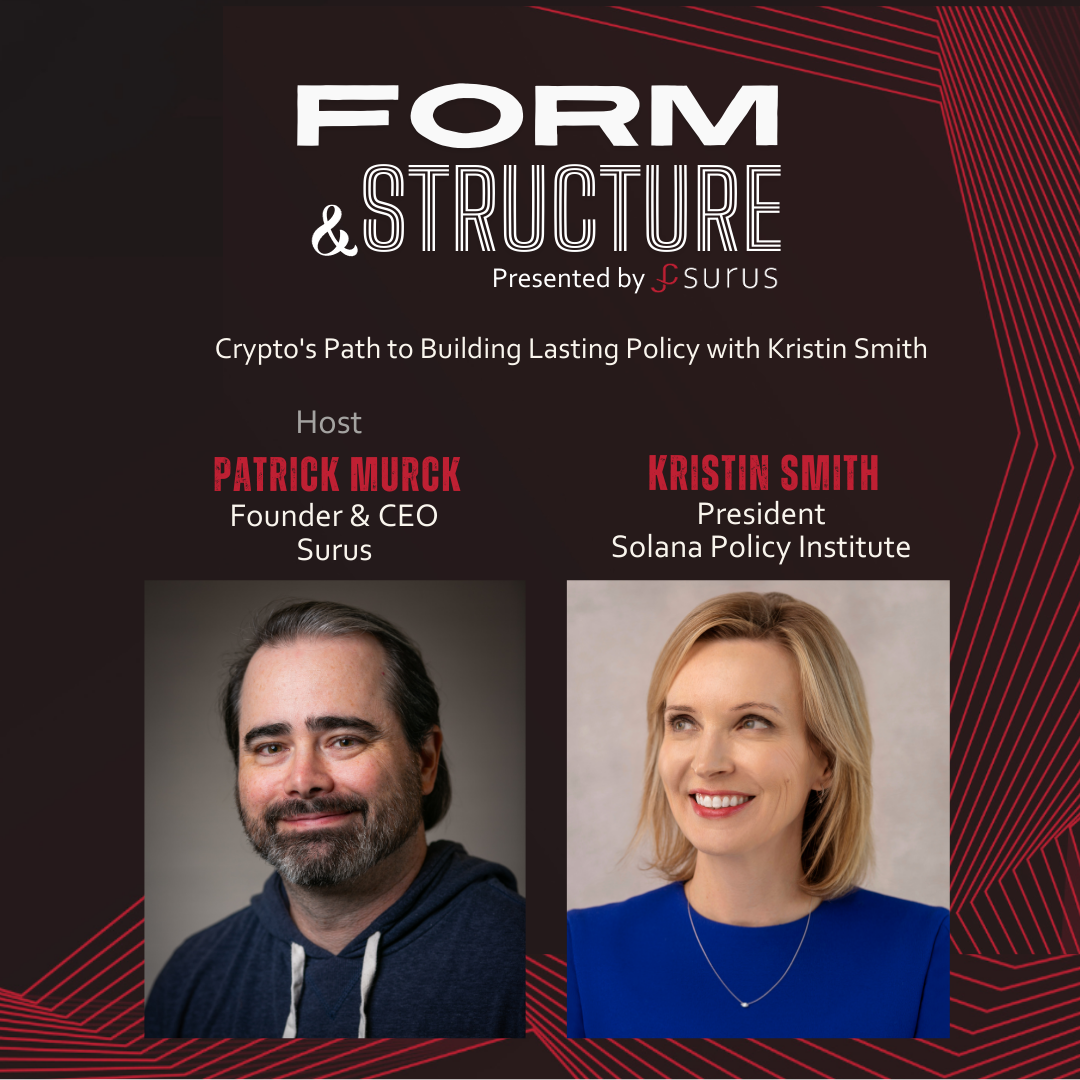 FORM
&STRUCTURE
Presented by surus
Crypto's Path to Building Lasting Policy with Kristin Smith
Host
PATRICK MURCK
Founder & CEO
Surus
KRISTIN SMITH
President
Solana Policy Institute